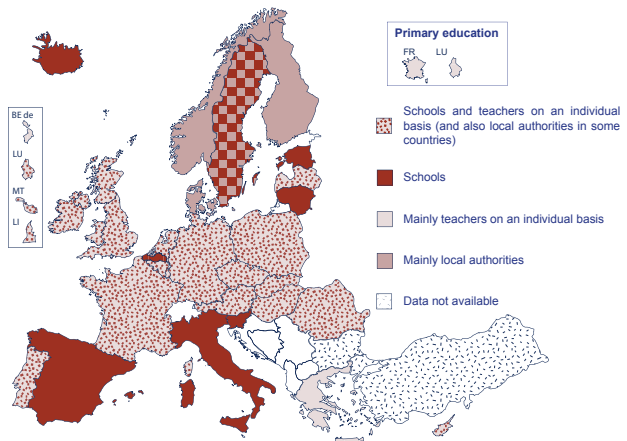 Primary education
FR LU
BE de
LU
MT
LI
Schools and teachers on an individual
basis (and also local authorities in some
countries)
Schools
Mainly teachers on an individual basis
Mainly local authorities
Data not available